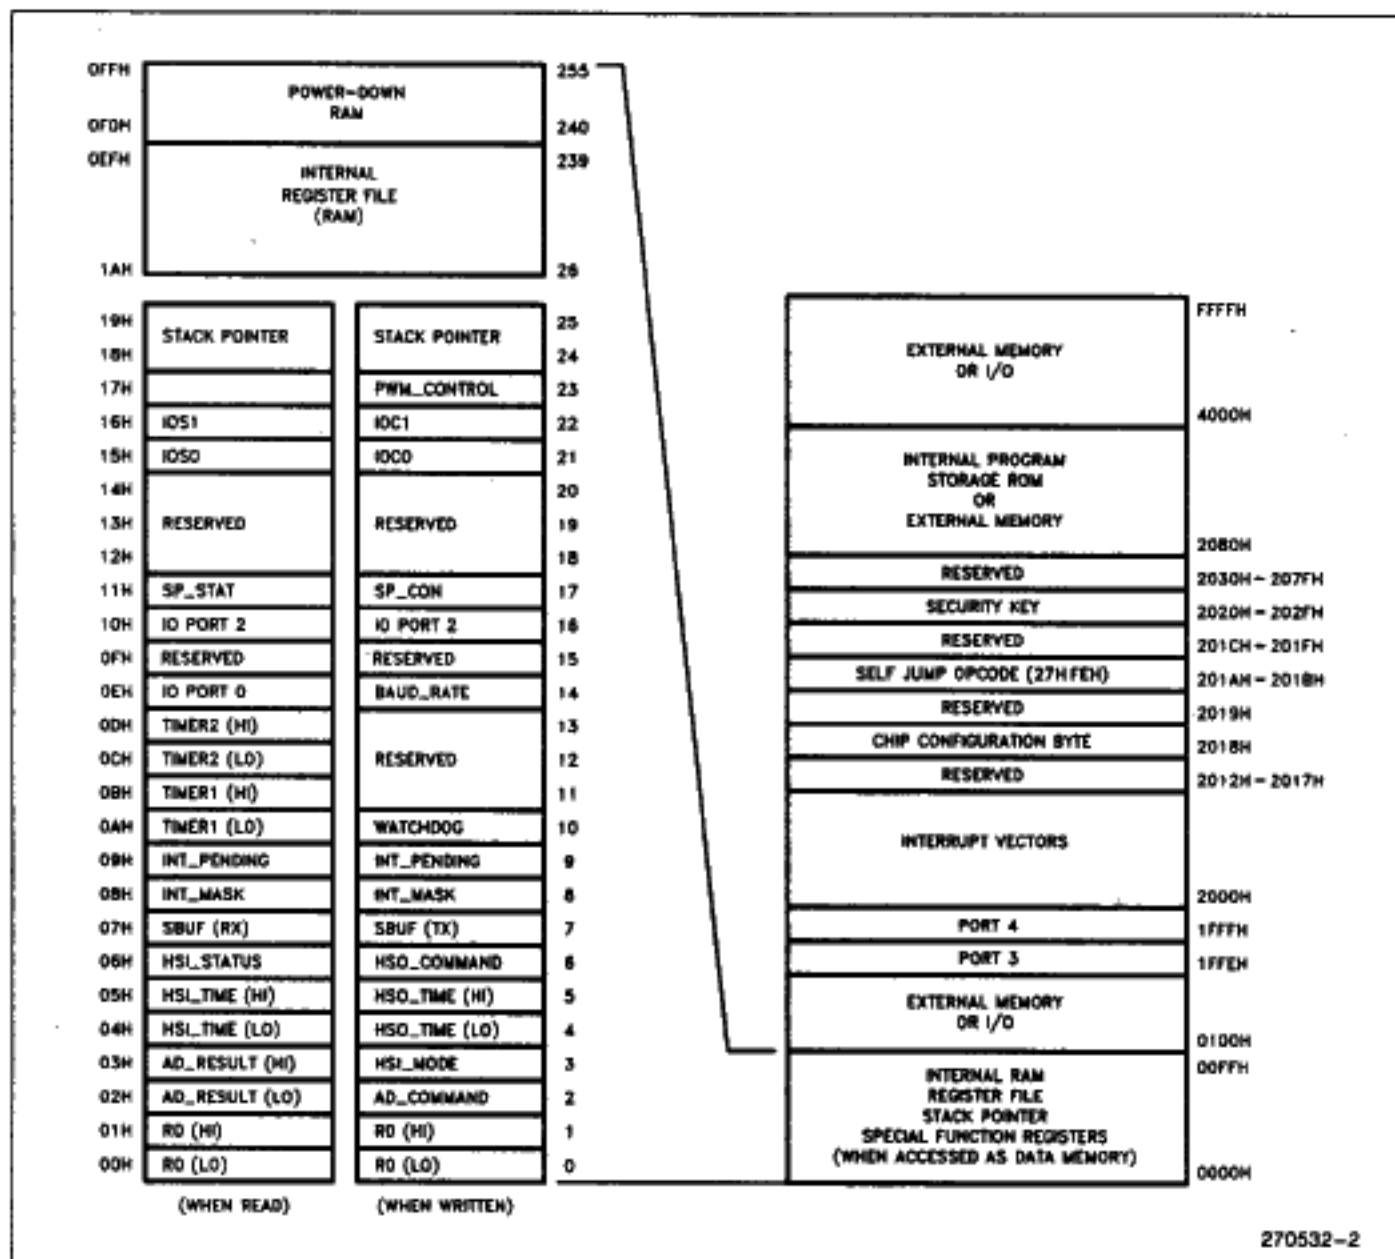 0FFH 255
POWER-DOWN
RAM
0F0H 240
0EFH 239
INTERNAL
REGISTER FILE
(RAM)
1AH 26
19H 25
STACK POINTER STACK POINTER
18H 24
17H PWM_CONTROL 23
16H IOS1 IOC1 22
15H IOS0 IOC0 21
14H 20
13H RESERVED RESERVED 19
12H 18
11H SP_STAT SP_CON 17
10H IO PORT 2 IO PORT 2 16
0FH RESERVED RESERVED 15
0EH IO PORT 0 BAUD_RATE 14
0DH TIMER2 (HI) 13
0CH TIMER2 (LO) RESERVED 12
0BH TIMER1 (HI) 11
0AH TIMER1 (LO) WATCHDOG 10
09H INT_PENDING INT_PENDING 9
08H INT_MASK INT_MASK 8
07H SBUF (RX) SBUF (TX) 7
06H HSI_STATUS HSO_COMMAND 6
05H HSI_TIME (HI) HSO_TIME (HI) 5
04H HSI_TIME (LO) HSO_TIME (LO) 4
03H AD_RESULT (HI) HSI_MODE 3
02H AD_RESULT (LO) AD_COMMAND 2
01H R0 (HI) R0 (HI) 1
00H R0 (LO) R0 (LO) 0
(WHEN READ) (WHEN WRITTEN)
FFFFH
EXTERNAL MEMORY
OR I/O
4000H
INTERNAL PROGRAM
STORAGE ROM
OR
EXTERNAL MEMORY
2080H
RESERVED 2030H-207FH
SECURITY KEY 2020H-202FH
RESERVED 201CH-201FH
SELF JUMP OPCODE (27H FEH) 201AH-201BH
RESERVED 2019H
CHIP CONFIGURATION BYTE 2018H
RESERVED 2012H-2017H
INTERRUPT VECTORS
2000H
PORT 4 1FFFH
PORT 3 1FFEH
EXTERNAL MEMORY
OR I/O
0100H
00FFH
INTERNAL RAM
REGISTER FILE
STACK POINTER
SPECIAL FUNCTION REGISTERS
(WHEN ACCESSED AS DATA MEMORY)
0000H
270532-2